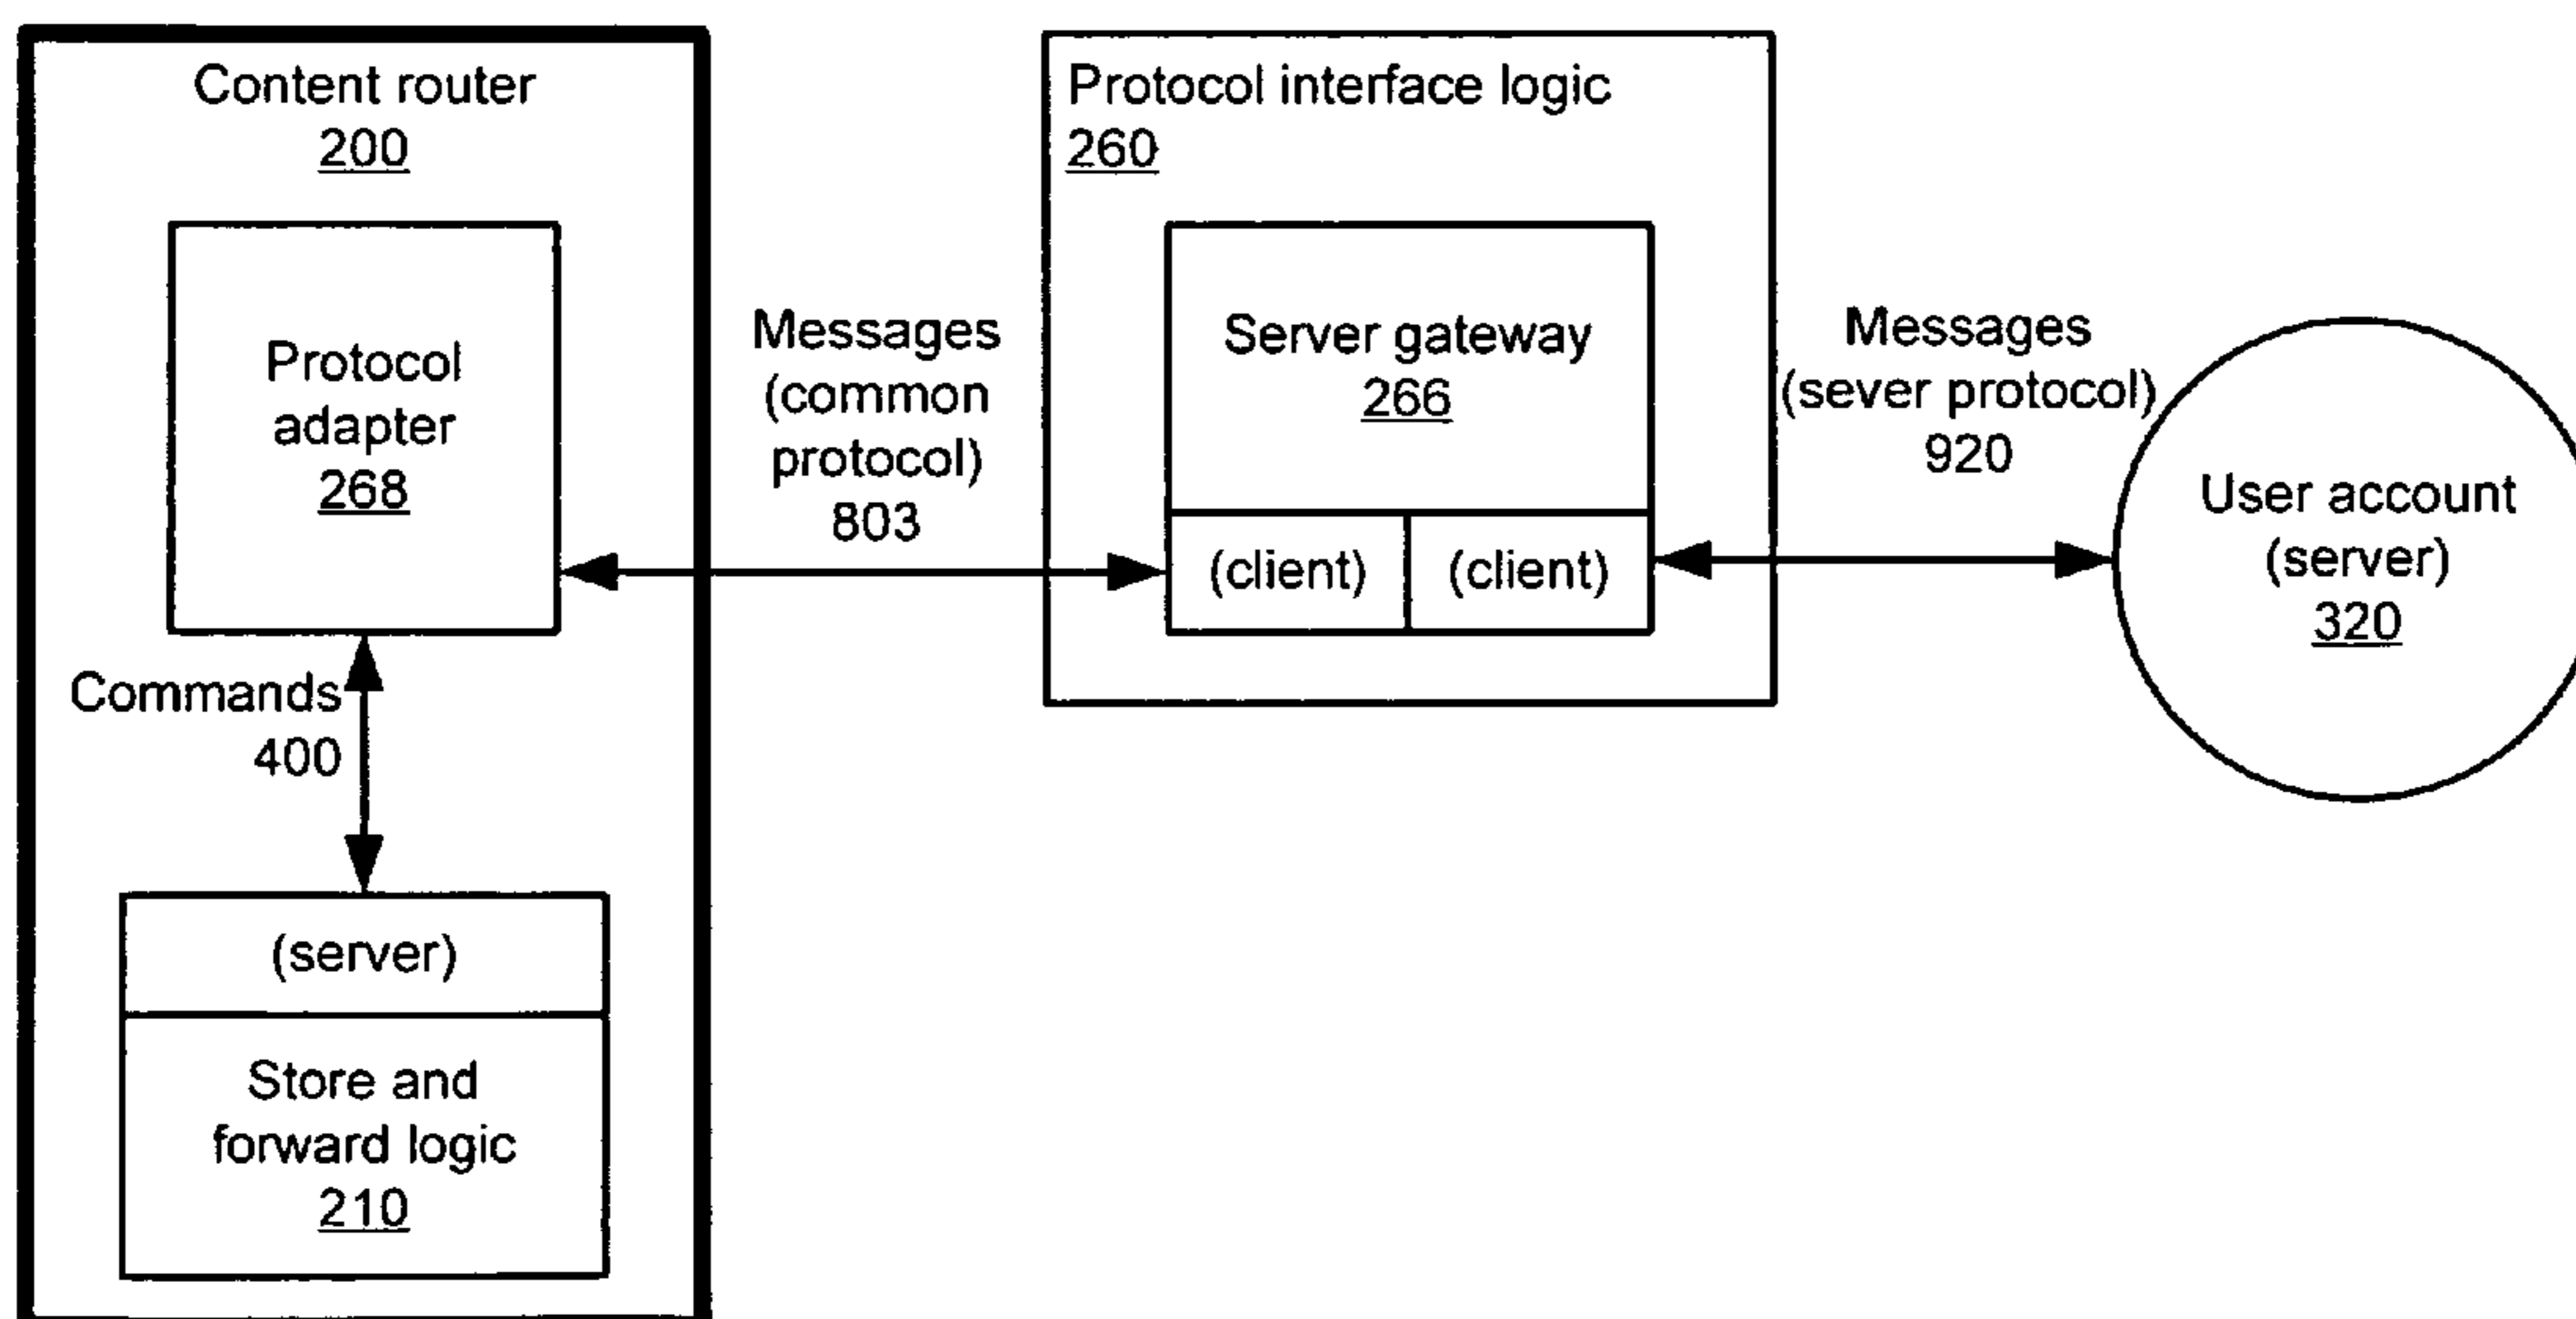 Content router
200
Protocol
adapter
268
Commands
400
(server)
Store and
forward logic
210
Messages
(common
protocol)
803
Protocol interface logic
260
Server gateway
266
(client)
(client)
Messages
(sever protocol)
920
User account
(server)
320